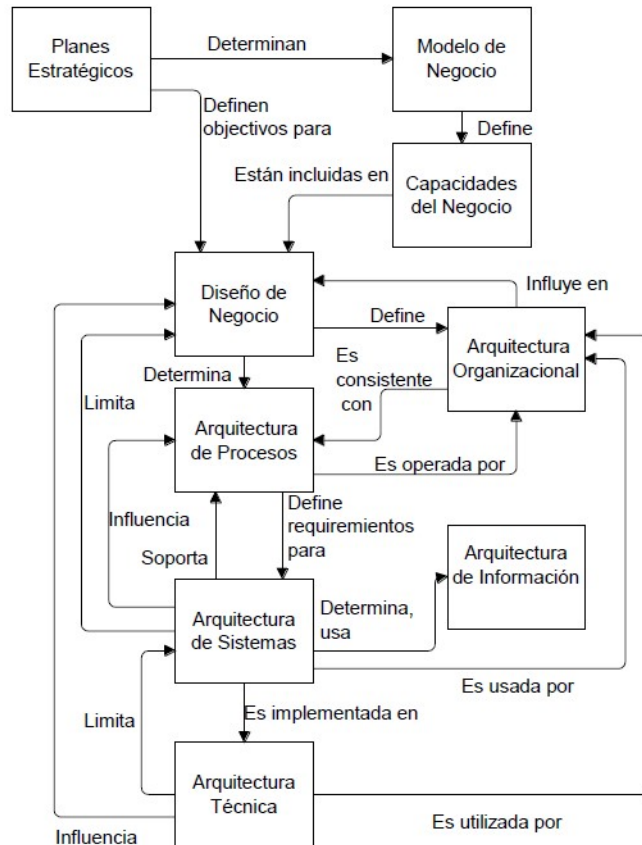 Planes
Estratégicos
Determinan
Modelo de
Negocio
Definen
objectivos para
Define
Están incluidas en
Capacidades
del Negocio
Diseño de
Negocio
Influye en
Define
Arquitectura
Organizacional
Es
consistente
con
Determina
Limita
Arquitectura
de Procesos
Es operada por
Influencia
Define
requirimientos
para
Soporta
Arquitectura
de Información
Arquitectura
de Sistemas
Determina,
usa
Es usada por
Es implementada en
Limita
Arquitectura
Técnica
Es utilizada por
Influencia